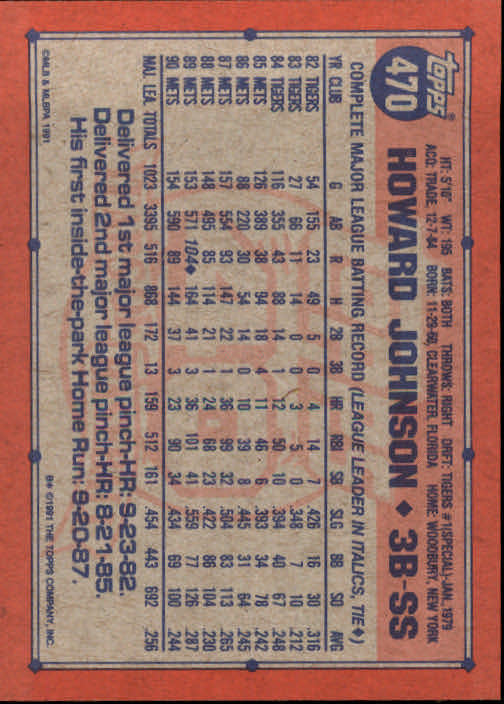 topps®
470
HT: 5'10" WT: 195 BATS: BOTH THROWS: RIGHT DRFT: TIGERS #1(SPECIAL)-JAN., 1979
ACQ: TRADE, 12-7-84 BORN: 11-29-60, CLEARWATER, FLORIDA HOME: WOODBURY, NEW YORK
HOWARD JOHNSON ◆ 3B-SS
COMPLETE MAJOR LEAGUE BATTING RECORD (LEAGUE LEADER IN ITALICS, TIE◆)
YR CLUB G AB R H 2B 3B HR RBI SB SLG BB SO AVG
82 TIGERS 54 155 23 49 5 0 4 14 7 .426 16 30 .316
83 TIGERS 27 66 11 14 0 0 3 5 0 .348 7 10 .212
84 TIGERS 116 355 43 88 14 1 12 50 10 .394 40 67 .248
85 METS 126 389 38 94 18 4 11 46 6 .393 34 78 .242
86 METS 88 220 30 54 14 0 10 39 8 .445 31 64 .245
87 METS 157 554 93 147 22 1 36 99 32 .504 83 113 .265
88 METS 148 495 85 114 21 1 24 68 23 .422 86 104 .230
89 METS 153 571 104◆ 164 41 3 36 101 41 .559 77 126 .287
90 METS 154 590 89 144 37 3 23 90 34 .434 69 100 .244
MAJ. LEA. TOTALS 1023 3395 516 868 172 13 159 512 161 .454 443 692 .256
Delivered 1st major league pinch-HR: 9-23-82.
Delivered 2nd major league pinch-HR: 8-21-85.
His first inside-the-park Home Run: 9-20-87.
©MLB & MLBPA 1991
B* ©1991 THE TOPPS COMPANY, INC.